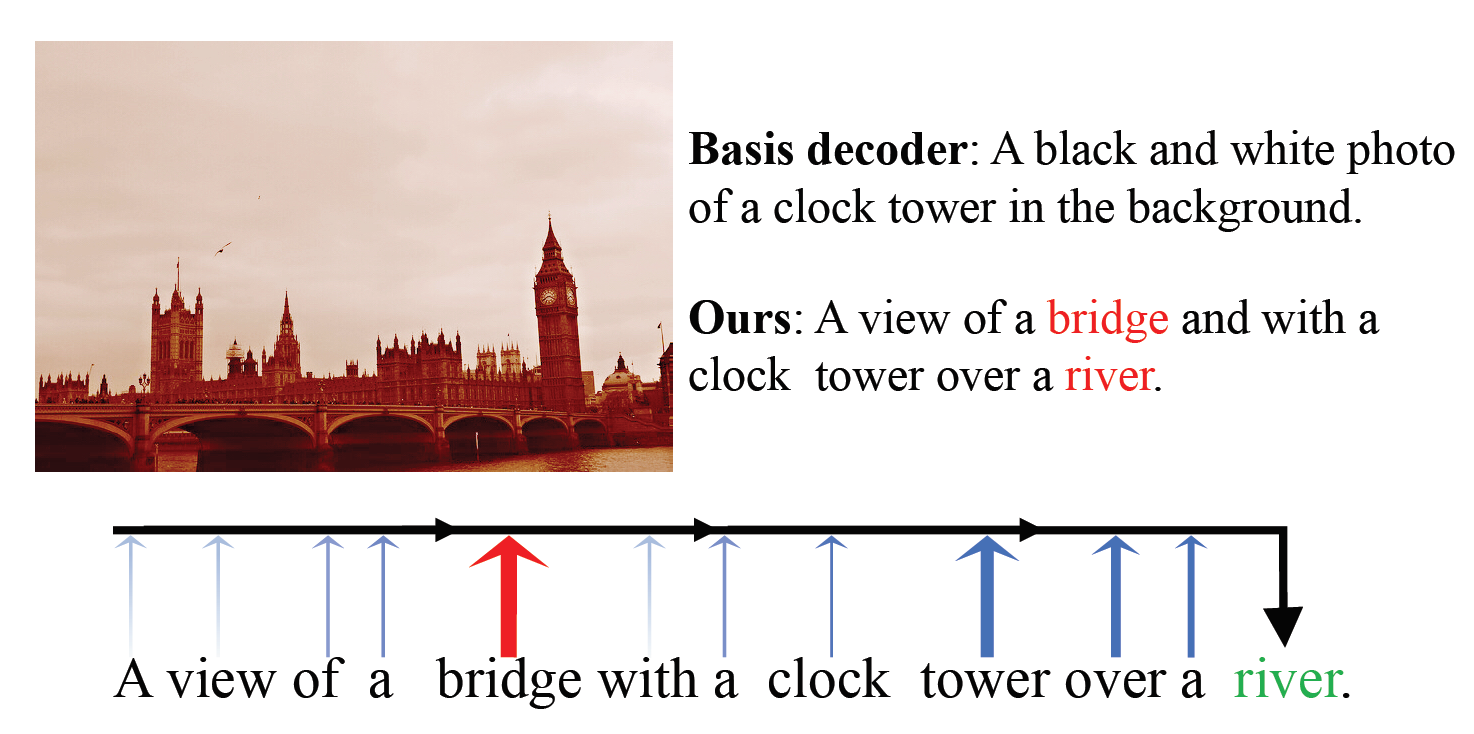 Basis decoder: A black and white photo
of a clock tower in the background.
Ours: A view of a bridge and with a
clock tower over a river.
A view of a bridge with a clock tower over a river.